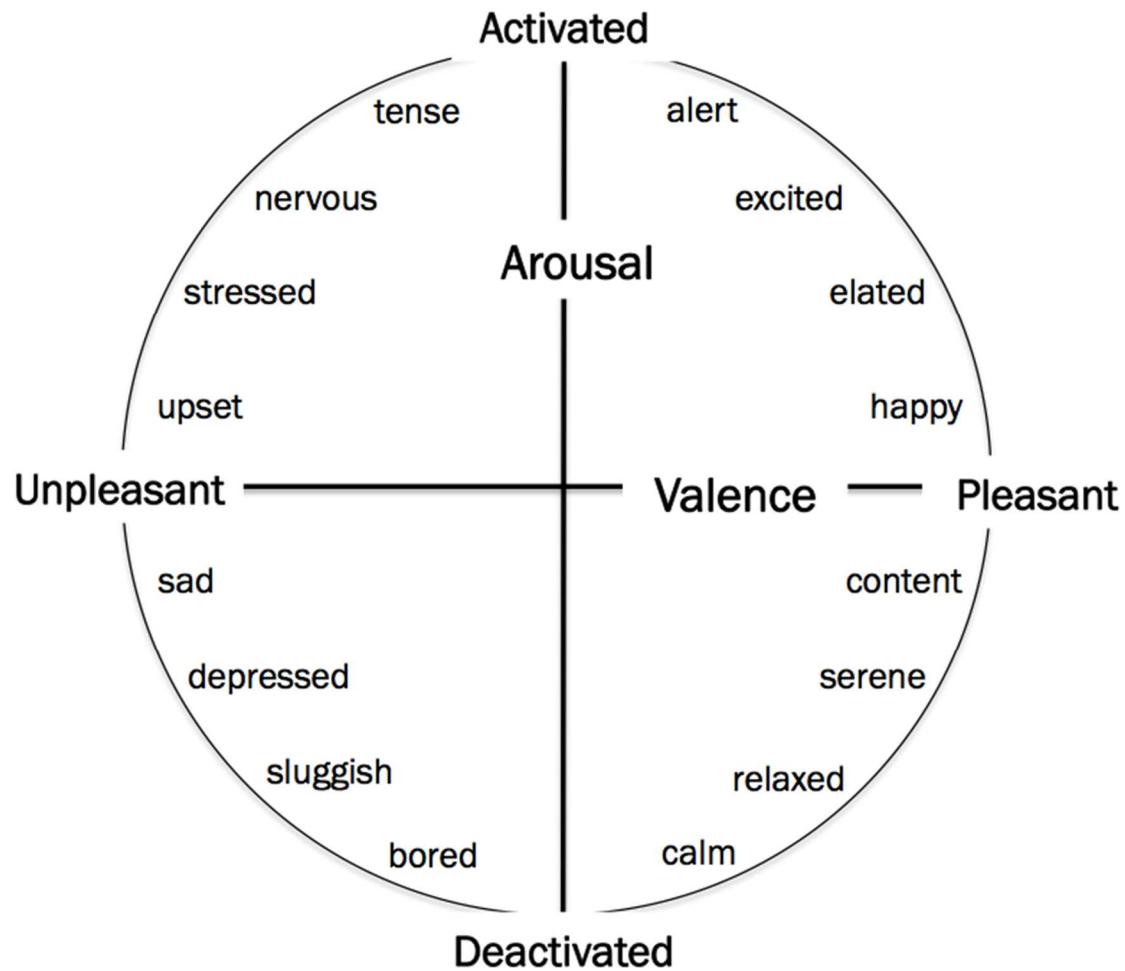 Activated
tense
alert
nervous
excited
Arousal
stressed
elated
upset
happy
Unpleasant
Valence
Pleasant
sad
content
depressed
serene
sluggish
relaxed
bored
calm
Deactivated